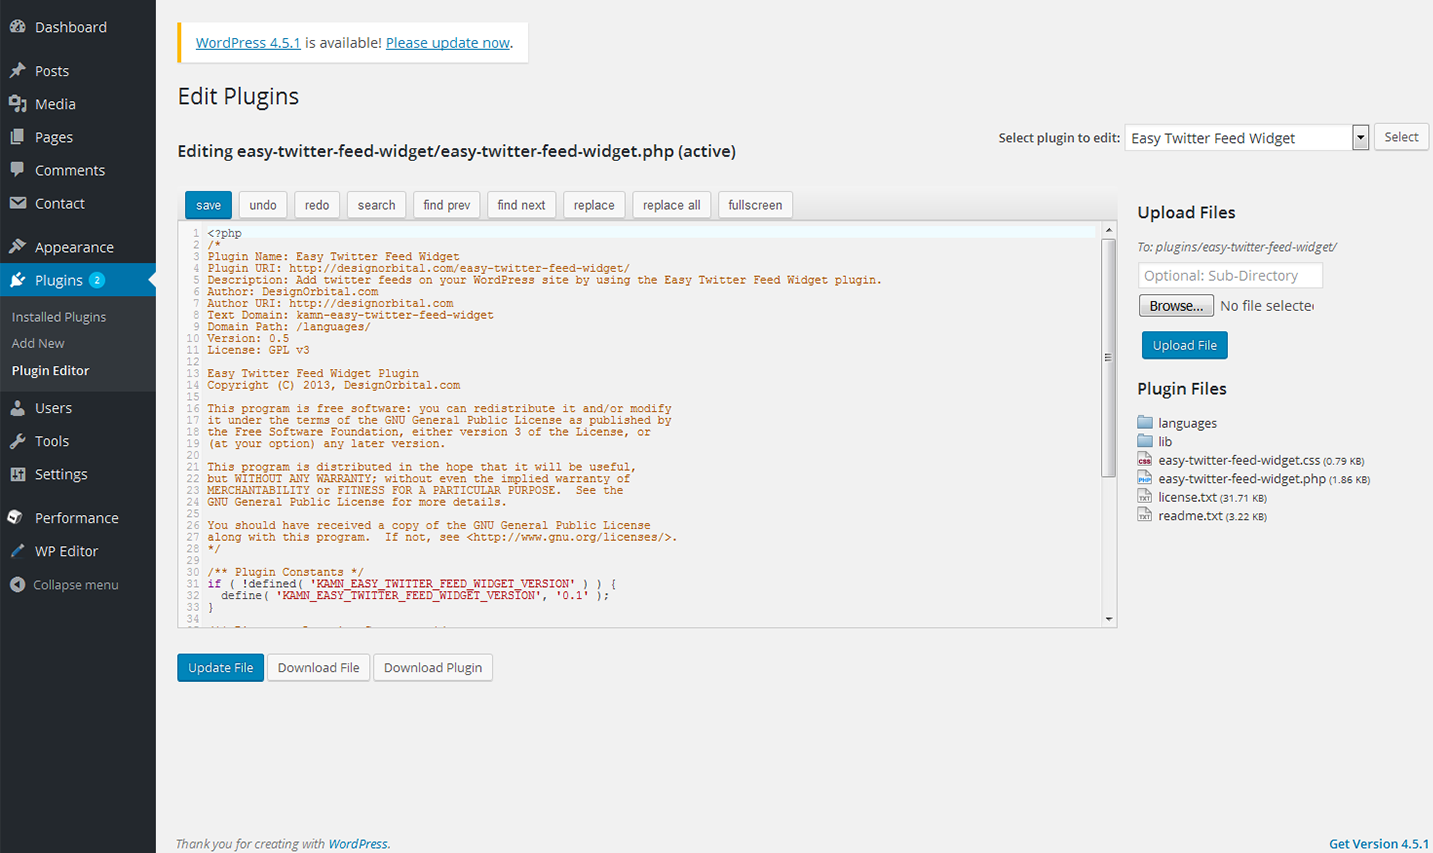 Dashboard
Posts
Media
Pages
Comments
Contact
Appearance
Plugins 2
Installed Plugins
Add New
Plugin Editor
Users
Tools
Settings
Performance
WP Editor
Collapse menu
WordPress 4.5.1 is available! Please update now.
Edit Plugins
Select plugin to edit: Easy Twitter Feed Widget Select
Editing easy-twitter-feed-widget/easy-twitter-feed-widget.php (active)
save undo redo search find prev find next replace replace all fullscreen
1 <?php
2 /*
3 Plugin Name: Easy Twitter Feed Widget
4 Plugin URI: http://designorbital.com/easy-twitter-feed-widget/
5 Description: Add twitter feeds on your WordPress site by using the Easy Twitter Feed Widget plugin.
6 Author: DesignOrbital.com
7 Author URI: http://designorbital.com
8 Text Domain: kamn-easy-twitter-feed-widget
9 Domain Path: /languages/
10 Version: 0.5
11 License: GPL v3
12
13 Easy Twitter Feed Widget Plugin
14 Copyright (C) 2013, DesignOrbital.com
15
16 This program is free software: you can redistribute it and/or modify
17 it under the terms of the GNU General Public License as published by
18 the Free Software Foundation, either version 3 of the License, or
19 (at your option) any later version.
20
21 This program is distributed in the hope that it will be useful,
22 but WITHOUT ANY WARRANTY; without even the implied warranty of
23 MERCHANTABILITY or FITNESS FOR A PARTICULAR PURPOSE.  See the
24 GNU General Public License for more details.
25
26 You should have received a copy of the GNU General Public License
27 along with this program.  If not, see <http://www.gnu.org/licenses/>.
28 */
29
30 /** Plugin Constants */
31 if ( !defined( 'KAMN_EASY_TWITTER_FEED_WIDGET_VERSION' ) ) {
32   define( 'KAMN_EASY_TWITTER_FEED_WIDGET_VERSION', '0.1' );
33 }
34
Update File Download File Download Plugin
Upload Files
To: plugins/easy-twitter-feed-widget/
Optional: Sub-Directory
Browse... No file selected
Upload File
Plugin Files
languages
lib
CSS easy-twitter-feed-widget.css (0.79 KB)
PHP easy-twitter-feed-widget.php (1.86 KB)
TXT license.txt (31.71 KB)
TXT readme.txt (3.22 KB)
Thank you for creating with WordPress.
Get Version 4.5.1